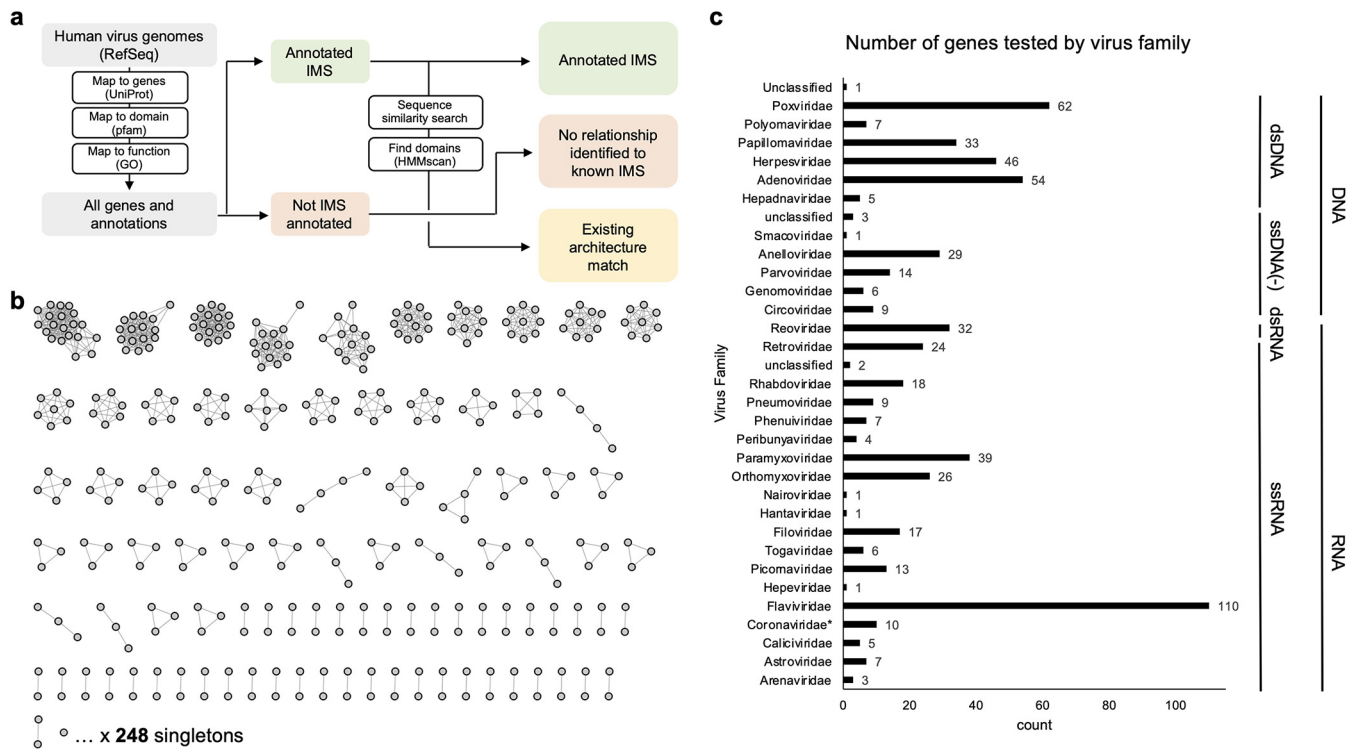 a
Human virus genomes
(RefSeq)
Map to genes
(UniProt)
Map to domain
(pfam)
Map to function
(GO)
All genes and
annotations
Annotated
IMS
Not IMS
annotated
Sequence
similarity search
Find domains
(HMMscan)
Annotated IMS
No relationship
identified to
known IMS
Existing
architecture
match
b
... x 248 singletons
c
Number of genes tested by virus family
Virus Family
Unclassified 1
Poxviridae 62
Polyomaviridae 7
Papillomaviridae 33
Herpesviridae 46
Adenoviridae 54
Hepadnaviridae 5
unclassified 3
Smacoviridae 1
Anelloviridae 29
Parvoviridae 14
Genomoviridae 6
Circoviridae 9
Reoviridae 32
Retroviridae 24
unclassified 2
Rhabdoviridae 18
Pneumoviridae 9
Phenuiviridae 7
Peribunyaviridae 4
Paramyxoviridae 39
Orthomyxoviridae 26
Nairoviridae 1
Hantaviridae 1
Filoviridae 17
Togaviridae 6
Picornaviridae 13
Hepeviridae 1
Flaviviridae 110
Coronaviridae* 10
Caliciviridae 5
Astroviridae 7
Arenaviridae 3
0 20 40 60 80 100
count
dsDNA
ssDNA(-)
dsRNA
ssRNA
DNA
RNA